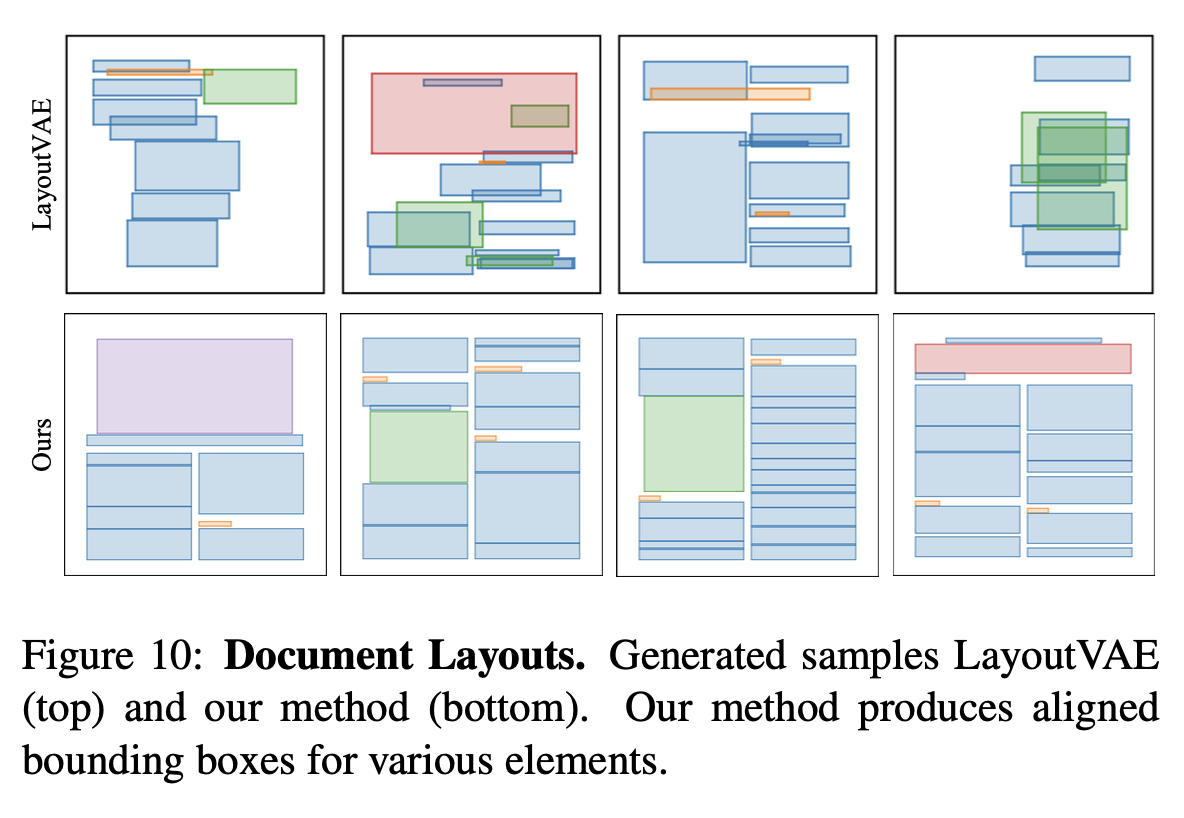 LayoutVAE
Ours
Figure 10: Document Layouts. Generated samples LayoutVAE
(top) and our method (bottom). Our method produces aligned
bounding boxes for various elements.